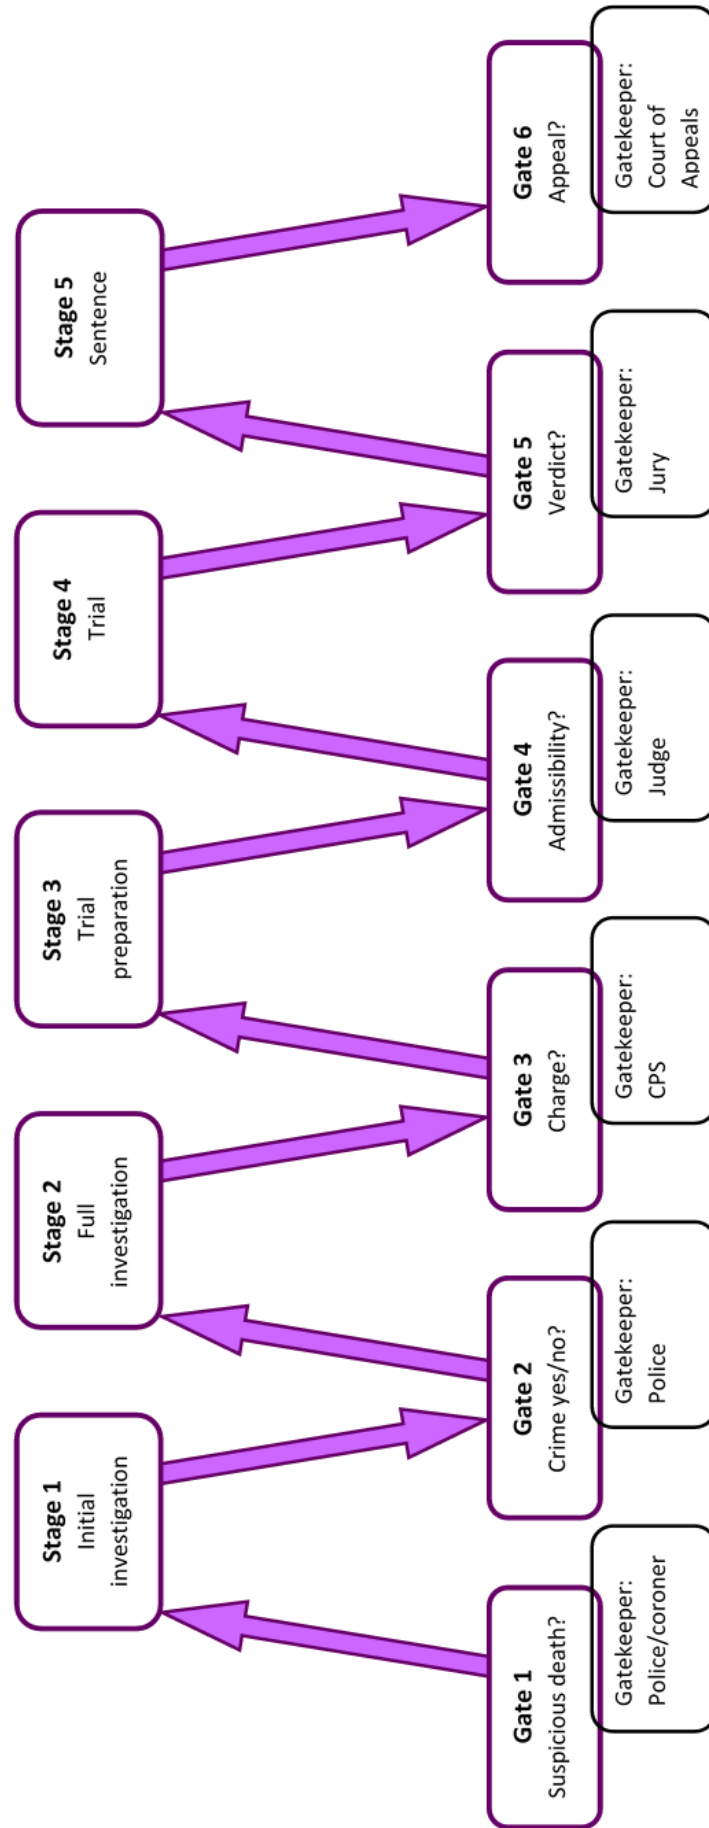 Stage 1
Initial
investigation
Stage 2
Full
investigation
Stage 3
Trial
preparation
Stage 4
Trial
Stage 5
Sentence
Gate 1
Suspicious death?
Gate 2
Crime yes/no?
Gate 3
Charge?
Gate 4
Admissibility?
Gate 5
Verdict?
Gate 6
Appeal?
Gatekeeper:
Police/coroner
Gatekeeper:
Police
Gatekeeper:
CPS
Gatekeeper:
Judge
Gatekeeper:
Jury
Gatekeeper:
Court of
Appeals